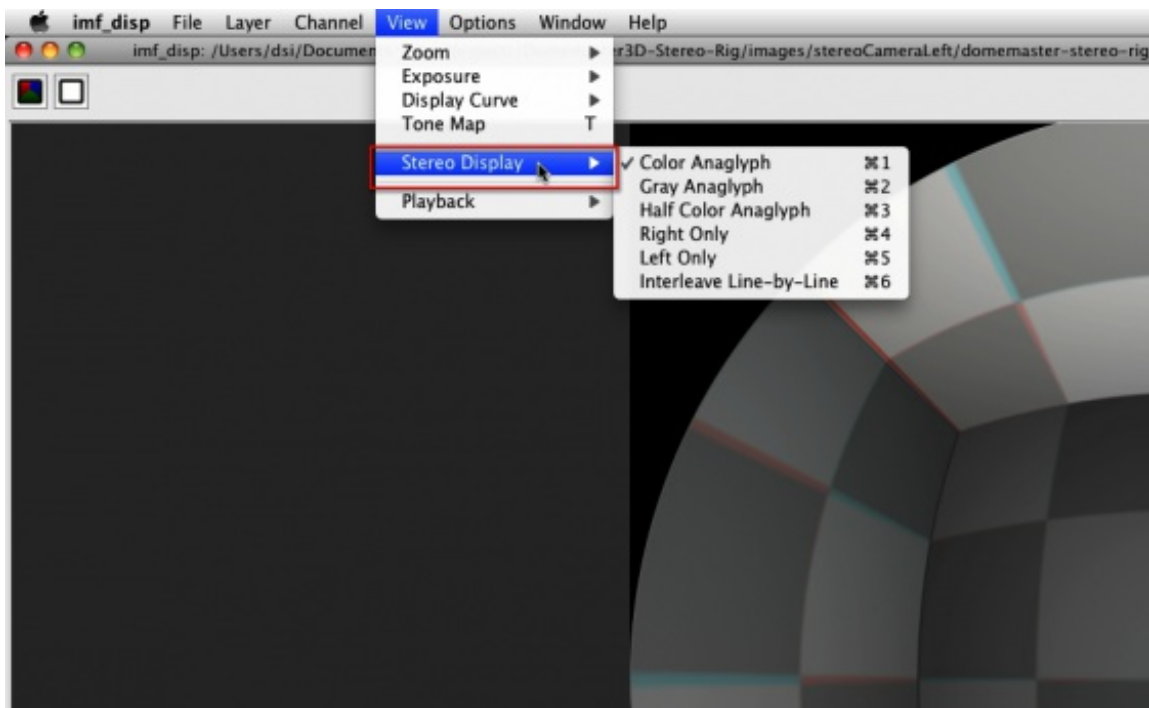 imf_disp File Layer Channel View Options Window Help
imf_disp: /Users/dsi/Documen
er3D-Stereo-Rig/images/stereoCameraLeft/domemaster-stereo-rig
Zoom
Exposure
Display Curve
Tone Map T
Stereo Display
Playback
✓ Color Anaglyph ⌘1
Gray Anaglyph ⌘2
Half Color Anaglyph ⌘3
Right Only ⌘4
Left Only ⌘5
Interleave Line-by-Line ⌘6